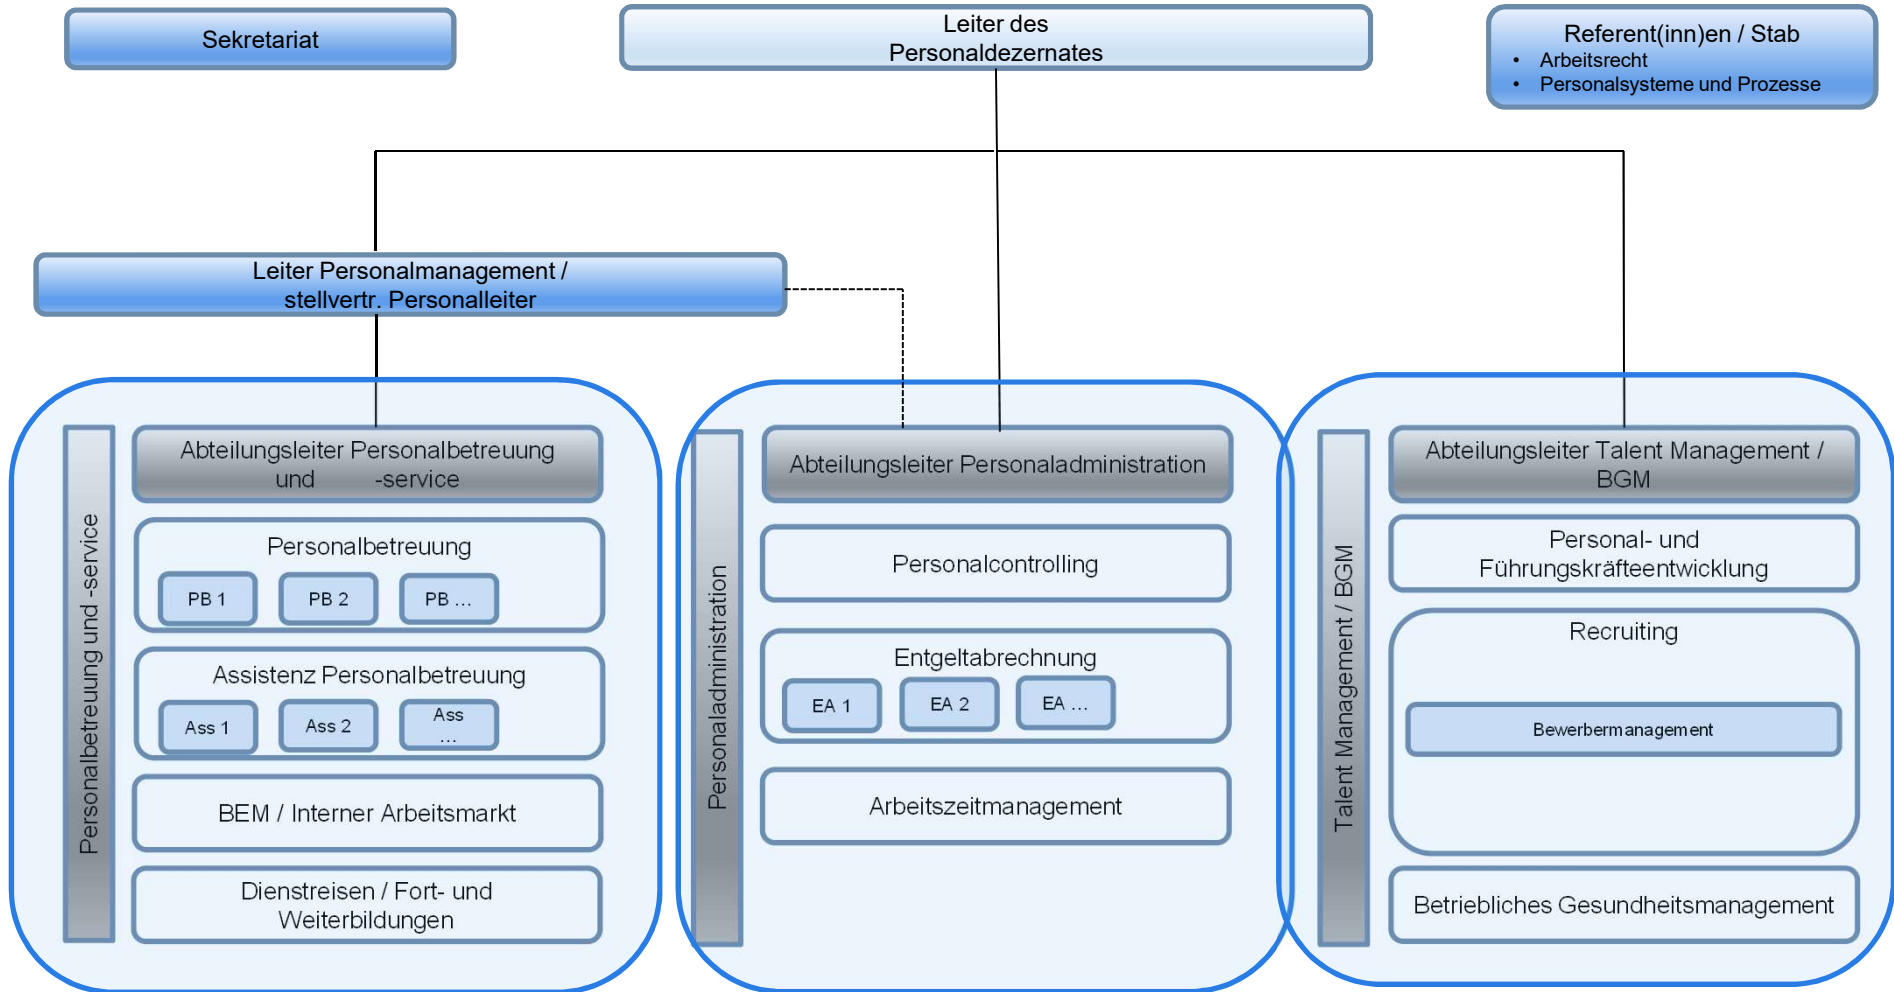 Sekretariat
Leiter des
Personaldezernates
Referent(inn)en / Stab
• Arbeitsrecht
• Personalsysteme und Prozesse
Leiter Personalmanagement /
stellvertr. Personalleiter
Personalbetreuung und -service
Abteilungsleiter Personalbetreuung
und -service
Personalbetreuung
PB 1
PB 2
PB ...
Assistenz Personalbetreuung
Ass 1
Ass 2
Ass
...
BEM / Interner Arbeitsmarkt
Dienstreisen / Fort- und
Weiterbildungen
Personaladministration
Abteilungsleiter Personaladministration
Personalcontrolling
Entgeltabrechnung
EA 1
EA 2
EA ...
Arbeitszeitmanagement
Talent Management / BGM
Abteilungsleiter Talent Management /
BGM
Personal- und
Führungskräfteentwicklung
Recruiting
Bewerbermanagement
Betriebliches Gesundheitsmanagement